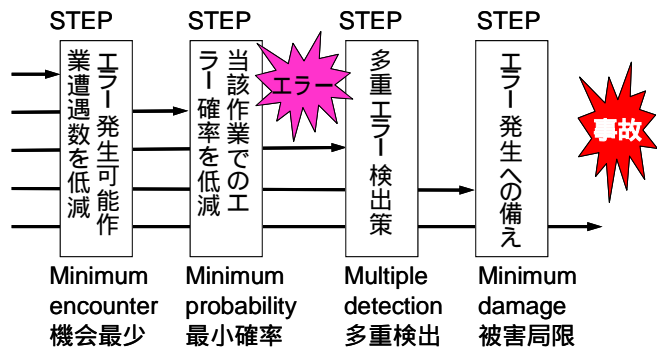 STEP
STEP
STEP
STEP
エラー発生可能作
業遭遇数を低減
当該作業でのエ
ラー確率を低減
エラー
多重エラー検出策
エラー発生への備え
事故
Minimum
encounter
機会最少
Minimum
probability
最小確率
Multiple
detection
多重検出
Minimum
damage
被害局限